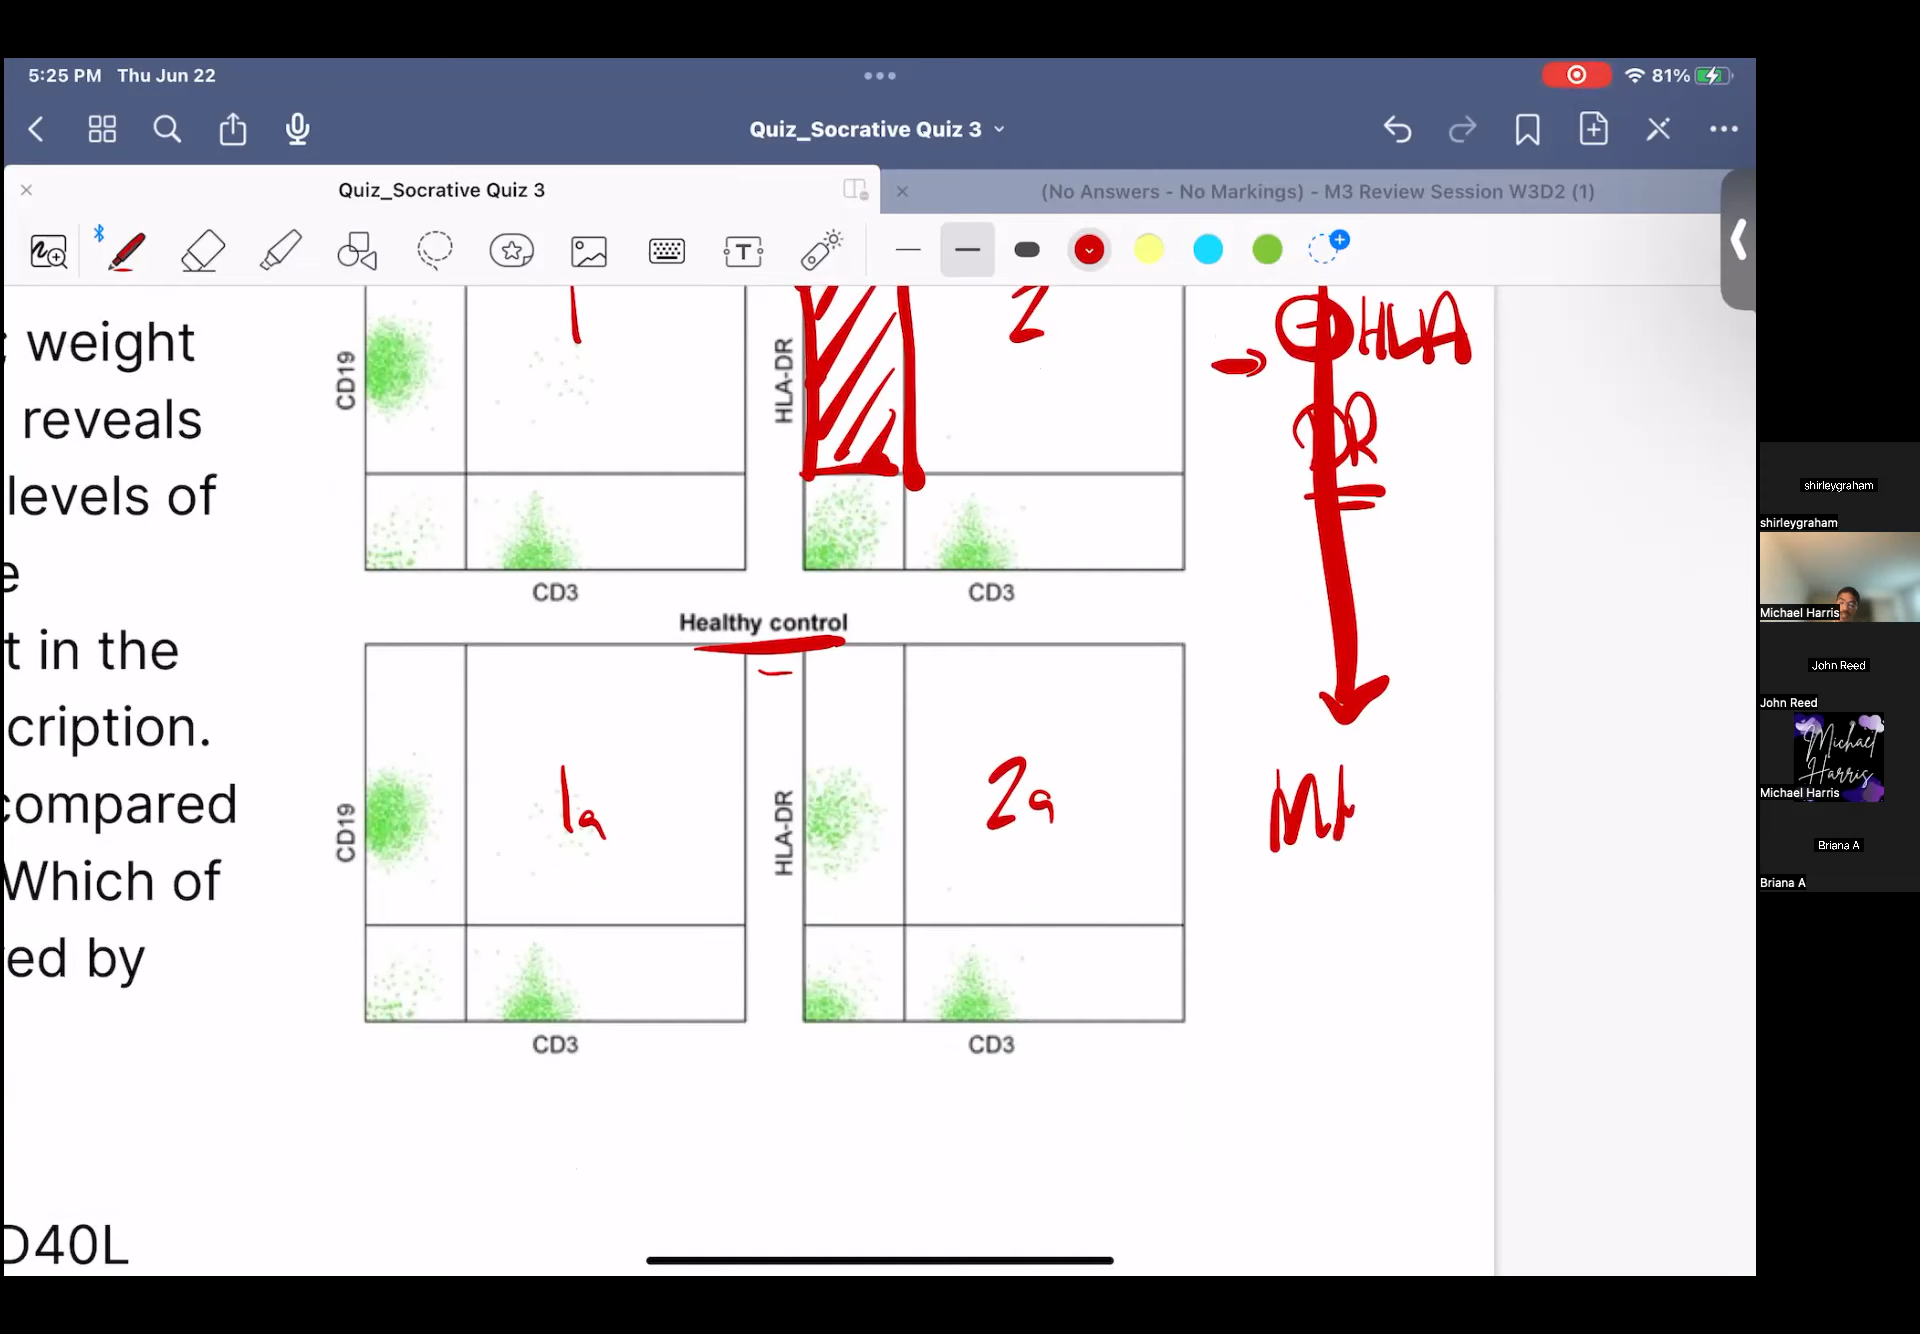 5:25 PM Thu Jun 22
81%
Quiz_Socrative Quiz 3
Quiz_Socrative Quiz 3
(No Answers - No Markings) - M3 Review Session W3D2 (1)
T
weight
reveals
levels of
e
t in the
cription.
compared
Which of
ed by
D40L
CD19
1
CD3
HLA-DR
2
CD3
HLA
DR
Healthy control
CD19
1a
CD3
HLA-DR
2a
CD3
shirleygraham
shirleygraham
Michael Harris
John Reed
John Reed
Michael
Harris
Michael Harris
Briana A
Briana A